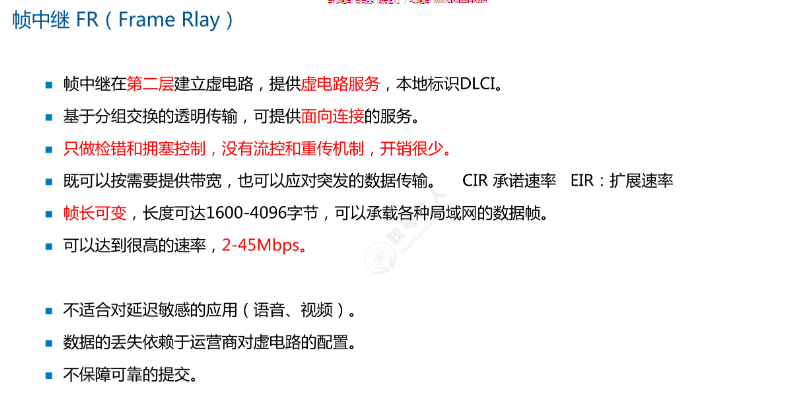 帧中继 FR（Frame Rlay）
帧中继在第二层建立虚电路，提供虚电路服务，本地标识DLCI。
基于分组交换的透明传输，可提供面向连接的服务。
只做检错和拥塞控制，没有流控和重传机制，开销很少。
既可以按需要提供带宽，也可以应对突发的数据传输。 CIR 承诺速率 EIR：扩展速率
帧长可变，长度可达1600-4096字节，可以承载各种局域网的数据帧。
可以达到很高的速率，2-45Mbps。
不适合对延迟敏感的应用（语音、视频）。
数据的丢失依赖于运营商对虚电路的配置。
不保障可靠的提交。